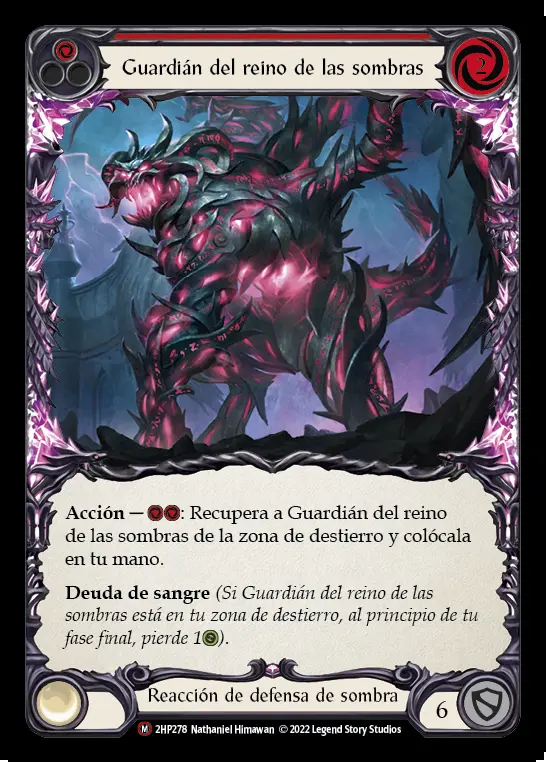 Guardián del reino de las sombras
2
Acción — : Recupera a Guardián del reino
de las sombras de la zona de destierro y colócala
en tu mano.
Deuda de sangre (Si Guardián del reino de las
sombras está en tu zona de destierro, al principio de tu
fase final, pierde 1).
Reacción de defensa de sombra
6
M 2HP278 Nathaniel Himawan © 2022 Legend Story Studios